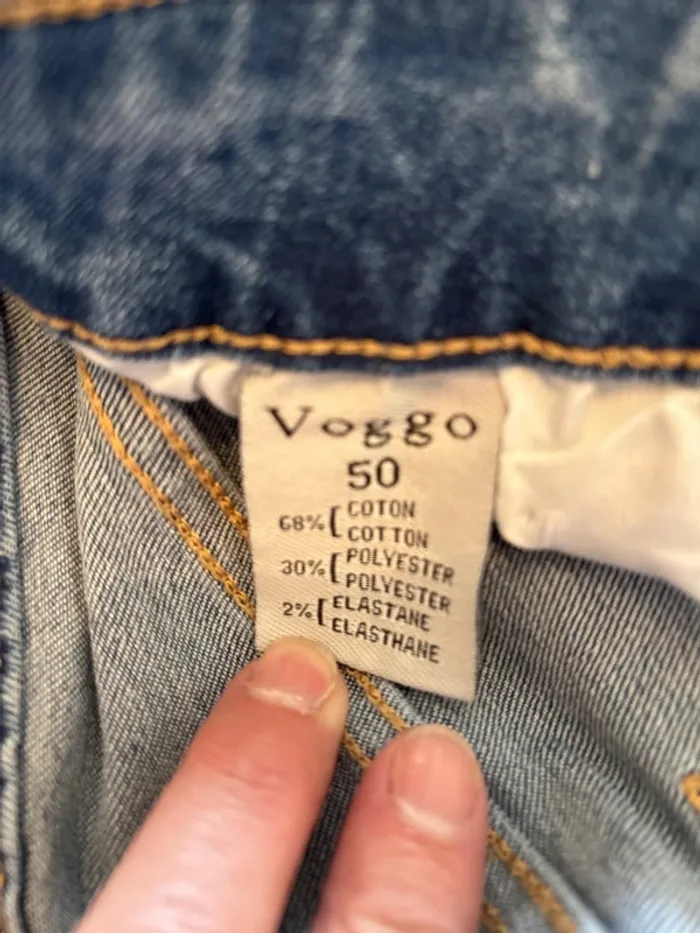 Voggo
50
68% [ COTON
COTTON
30% [ POLYESTER
POLYESTER
2% [ ELASTANE
ELASTHANE